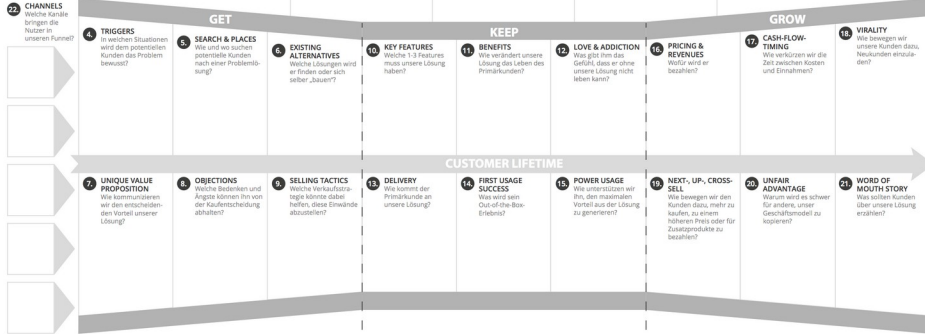 22. CHANNELS
Welche Kanäle
bringen die
Nutzer in
unseren Funnel?
GET
KEEP
GROW
4. TRIGGERS
In welchen Situationen
wird dem potentiellen
Kunden das Problem
bewusst?
5. SEARCH & PLACES
Wie und wo suchen
potentielle Kunden
nach einer Problemlö-
sung?
6. EXISTING
ALTERNATIVES
Welche Lösungen wird
er finden oder sich
selber „bauen“?
10. KEY FEATURES
Welche 1-3 Features
muss unsere Lösung
haben?
11. BENEFITS
Wie verändert unsere
Lösung das Leben des
Primärkunden?
12. LOVE & ADDICTION
Was gibt ihm das
Gefühl, dass er ohne
unsere Lösung nicht
leben kann?
16. PRICING &
REVENUES
Wofür wird er
bezahlen?
17. CASH-FLOW-
TIMING
Wie verkürzen wir die
Zeit zwischen Kosten
und Einnahmen?
18. VIRALITY
Wie bewegen wir
unsere Kunden dazu,
Neukunden einzula-
den?
CUSTOMER LIFETIME
7. UNIQUE VALUE
PROPOSITION
Wie kommunizieren
wir den entscheiden-
den Vorteil unserer
Lösung?
8. OBJECTIONS
Welche Bedenken und
Ängste können ihn von
der Kaufentscheidung
abhalten?
9. SELLING TACTICS
Welche Verkaufsstra-
tegie könnte dabei
helfen, diese Einwände
abzustellen?
13. DELIVERY
Wie kommt der
Primärkunde an
unsere Lösung?
14. FIRST USAGE
SUCCESS
Was wird sein
Out-of-the-Box-
Erlebnis?
15. POWER USAGE
Wie unterstützen wir
ihn, den maximalen
Vorteil aus der Lösung
zu generieren?
19. NEXT-, UP-, CROSS-
SELL
Wie bewegen wir den
Kunden dazu, mehr zu
kaufen, zu einem
höheren Preis oder für
Zusatzprodukte zu
bezahlen?
20. UNFAIR
ADVANTAGE
Warum wird es schwer
für andere, unser
Geschäftsmodell zu
kopieren?
21. WORD OF
MOUTH STORY
Was sollten Kunden
über unsere Lösung
erzählen?